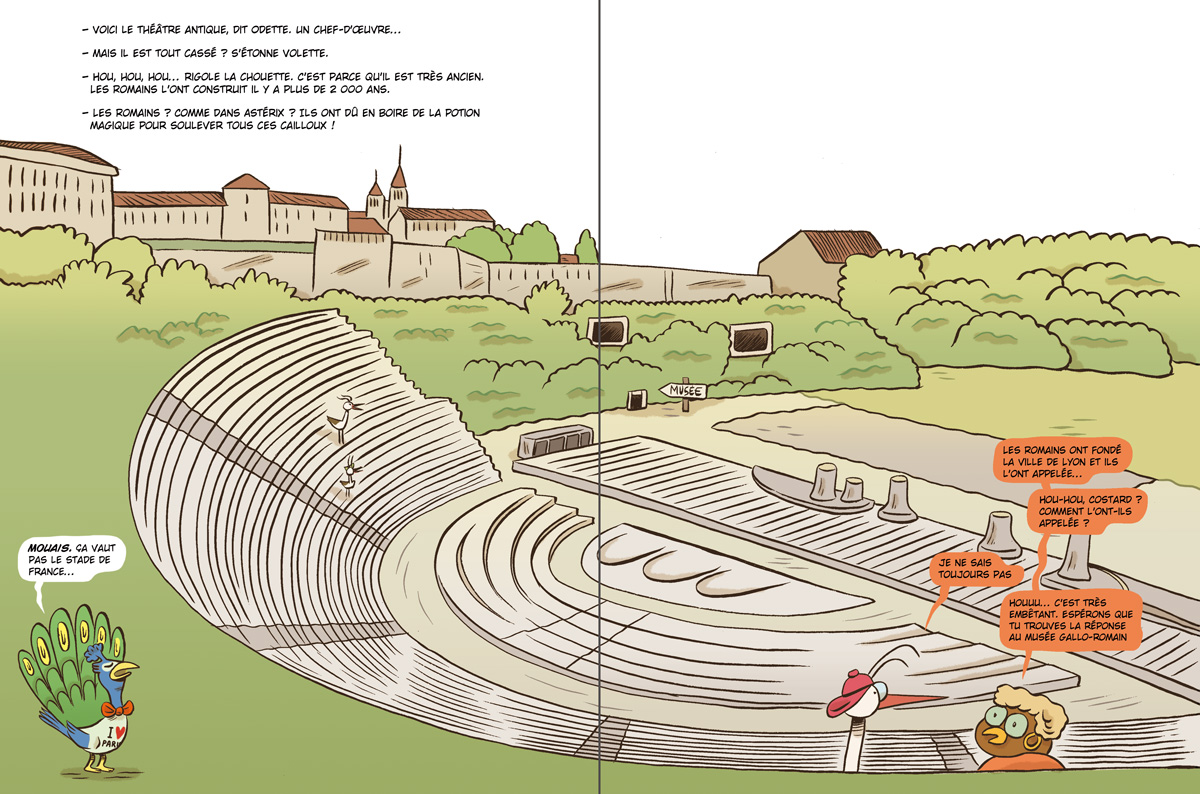 – VOICI LE THÉÂTRE ANTIQUE, DIT ODETTE. UN CHEF-D'ŒUVRE...
– MAIS IL EST TOUT CASSÉ ? S'ÉTONNE VOLETTE.
– HOU, HOU, HOU... RIGOLE LA CHOUETTE. C'EST PARCE QU'IL EST TRÈS ANCIEN.
LES ROMAINS L'ONT CONSTRUIT IL Y A PLUS DE 2 000 ANS.
– LES ROMAINS ? COMME DANS ASTÉRIX ? ILS ONT DÛ EN BOIRE DE LA POTION
MAGIQUE POUR SOULEVER TOUS CES CAILLOUX !
MUSÉE
LES ROMAINS ONT FONDÉ
LA VILLE DE LYON ET ILS
L'ONT APPELÉE...
HOU-HOU, COSTARD ?
COMMENT L'ONT-ILS
APPELÉE ?
JE NE SAIS
TOUJOURS PAS
HOUUU... C'EST TRÈS
EMBÊTANT. ESPÉRONS QUE
TU TROUVES LA RÉPONSE
AU MUSÉE GALLO-ROMAIN
MOUAIS. ÇA VAUT
PAS LE STADE DE
FRANCE...
I ♥
PARI